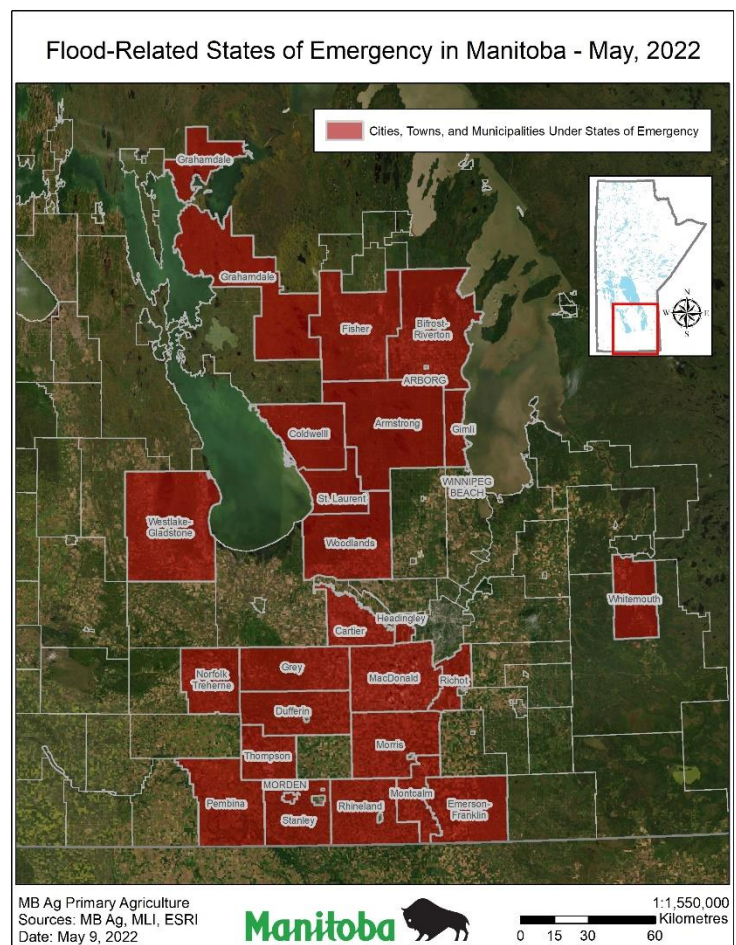 Flood-Related States of Emergency in Manitoba - May, 2022
Cities, Towns, and Municipalities Under States of Emergency
N
W
E
S
Grahamdale
Grahamdale
Fisher
Bifrost-
Riverton
ARBORG
Coldwell
Armstrong
Gimli
WINNIPEG
BEACH
St. Laurent
Westlake-
Gladstone
Woodlands
Whitemouth
Headingley
Cartier
Norfolk
Treherne
Grey
MacDonald
Richot
Dufferin
Morris
Thompson
MORDEN
Montcalm
Pembina
Rhineland
Emerson-
Franklin
Stanley
MB Ag Primary Agriculture
Sources: MB Ag, MLI, ESRI
Date: May 9, 2022
Manitoba
1:1,550,000
Kilometres
0 15 30 60